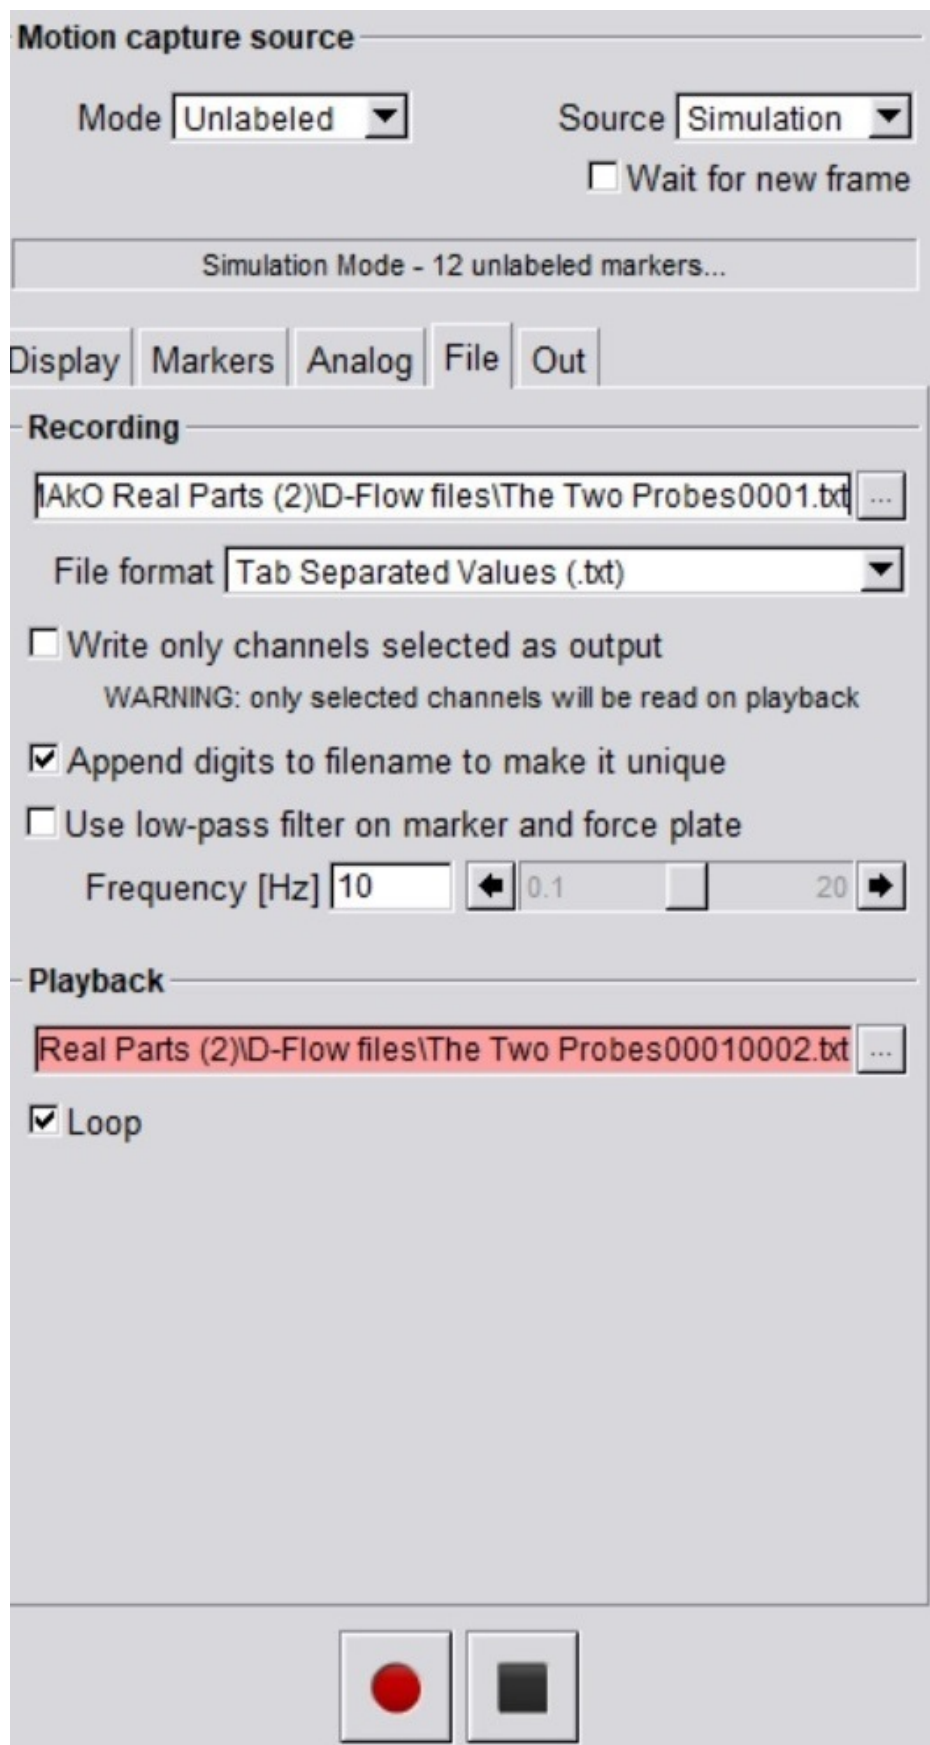 Motion capture source
Mode Unlabeled Source Simulation
Wait for new frame
Simulation Mode - 12 unlabeled markers...
Display Markers Analog File Out
Recording
AkO Real Parts (2)\D-Flow files\The Two Probes0001.txt ...
File format Tab Separated Values (.txt)
Write only channels selected as output
WARNING: only selected channels will be read on playback
Append digits to filename to make it unique
Use low-pass filter on marker and force plate
Frequency [Hz] 10 0.1 20
Playback
Real Parts (2)\D-Flow files\The Two Probes00010002.txt ...
Loop